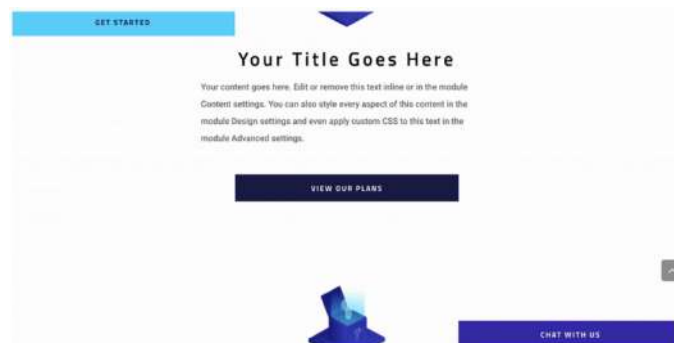 GET STARTED
Your Title Goes Here
Your content goes here. Edit or remove this text inline or in the module
Content settings. You can also style every aspect of this content in the
module Design settings and even apply custom CSS to this text in the
module Advanced settings.
VIEW OUR PLANS
CHAT WITH US